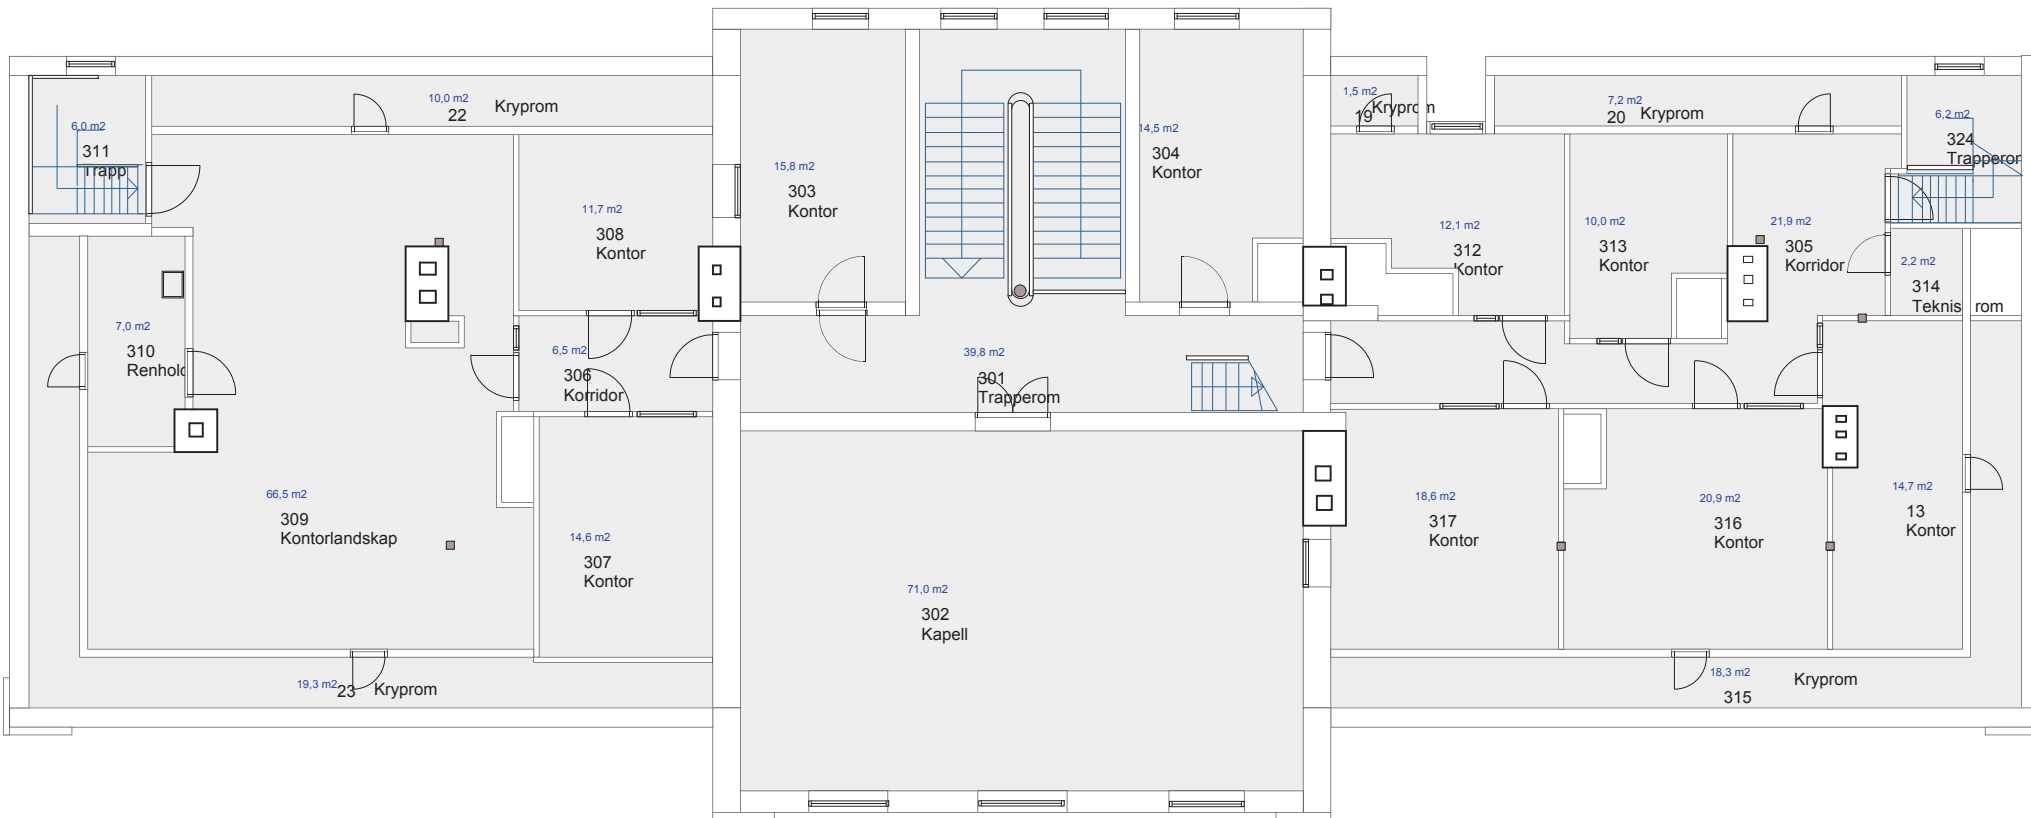 10,0 m2
22
Kryprom
6,0 m2
311
Trapp
11,7 m2
308
Kontor
15,8 m2
303
Kontor
14,5 m2
304
Kontor
1,5 m2
19
Kryprom
7,2 m2
20
Kryprom
6,2 m2
324
Trapperor
12,1 m2
312
Kontor
10,0 m2
313
Kontor
21,9 m2
305
Korridor
2,2 m2
314
Teknis rom
7,0 m2
310
Renhold
6,5 m2
306
Korridor
39,8 m2
301
Trapperom
66,5 m2
309
Kontorlandskap
14,6 m2
307
Kontor
71,0 m2
302
Kapell
18,6 m2
317
Kontor
20,9 m2
316
Kontor
14,7 m2
13
Kontor
19,3 m2
23
Kryprom
18,3 m2
315
Kryprom